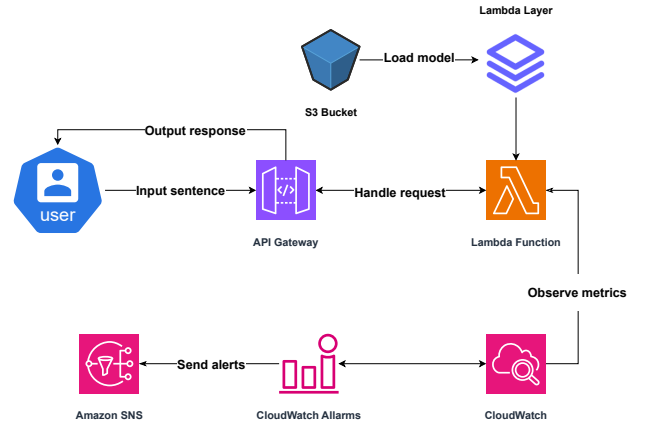 Lambda Layer
Load model
S3 Bucket
Output response
user
Input sentence
</>
Handle request
API Gateway
Lambda Function
Observe metrics
Send alerts
Amazon SNS
CloudWatch Allarms
CloudWatch